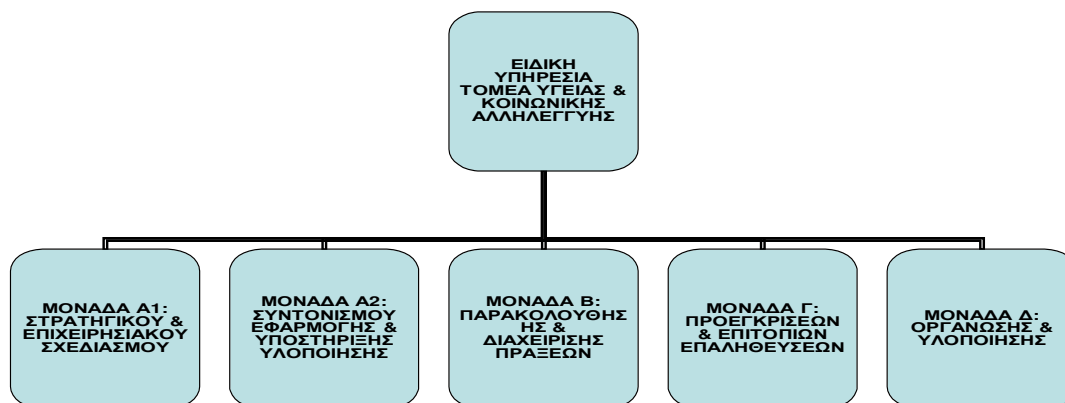 ΕΙΔΙΚΗ
ΥΠΗΡΕΣΙΑ
ΤΟΜΕΑ ΥΓΕΙΑΣ &
ΚΟΙΝΩΝΙΚΗΣ
ΑΛΛΗΛΕΓΓΥΗΣ
ΜΟΝΑΔΑ Α1:
ΣΤΡΑΤΗΓΙΚΟΥ &
ΕΠΙΧΕΙΡΗΣΙΑΚΟΥ
ΣΧΕΔΙΑΣΜΟΥ
ΜΟΝΑΔΑ Α2:
ΣΥΝΤΟΝΙΣΜΟΥ
ΕΦΑΡΜΟΓΗΣ &
ΥΠΟΣΤΗΡΙΞΗΣ
ΥΛΟΠΟΙΗΣΗΣ
ΜΟΝΑΔΑ Β:
ΠΑΡΑΚΟΛΟΥΘΗΣ
ΗΣ &
ΔΙΑΧΕΙΡΙΣΗΣ
ΠΡΑΞΕΩΝ
ΜΟΝΑΔΑ Γ:
ΠΡΟΕΓΚΡΙΣΕΩΝ
& ΕΠΙΤΟΠΙΩΝ
ΕΠΑΛΗΘΕΥΣΕΩΝ
ΜΟΝΑΔΑ Δ:
ΟΡΓΑΝΩΣΗΣ &
ΥΛΟΠΟΙΗΣΗΣ